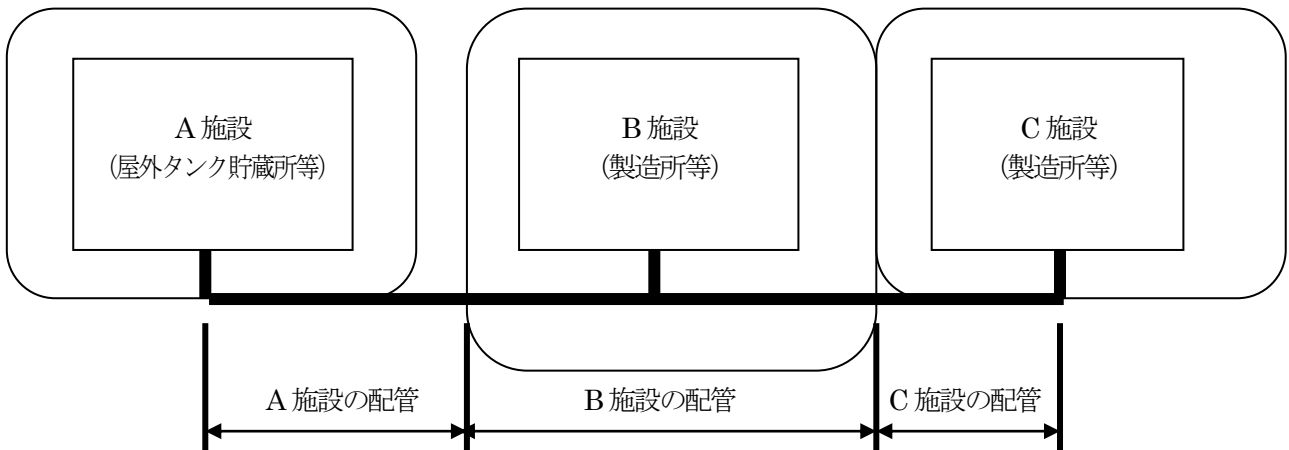 A 施設
(屋外タンク貯蔵所等)
B 施設
(製造所等)
C 施設
(製造所等)
A 施設の配管
B 施設の配管
C 施設の配管